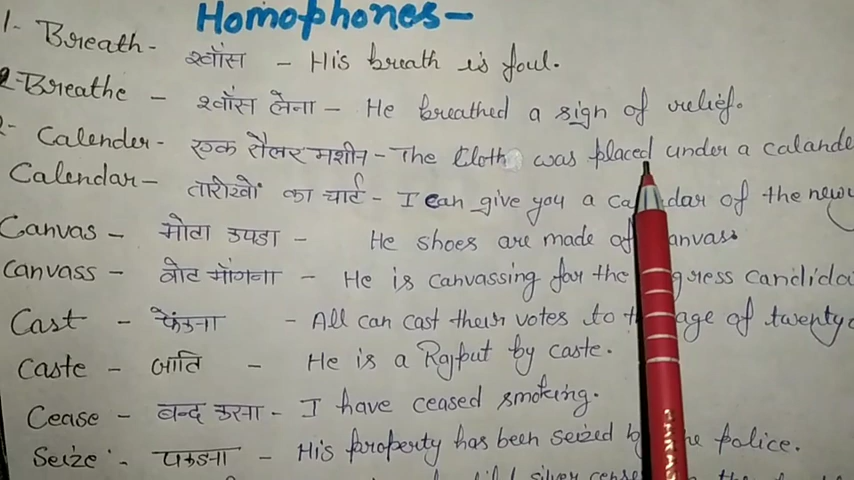 Homophones-
1- Breath- श्वाँस - His breath is foul.
2-Breathe - श्वाँस लेना - He breathed a sign of relief.
2- Calender- एक रोलर मशीन - The Cloth was placed under a calande
Calendar- तारीखों का चार्ट - I can give you a ca dar of the new
Canvas - मोटा कपडा - He shoes are made of anvas.
Canvass - वोट माँगना - He is canvassing for the gress candida
Cast - फेंकना - All can cast their votes to t age of twenty
Caste - जाति - He is a Rajput by caste.
Cease - बन्द करना - I have ceased smoking.
Seize - पकडना - His property has been seized b e police.
silver cense